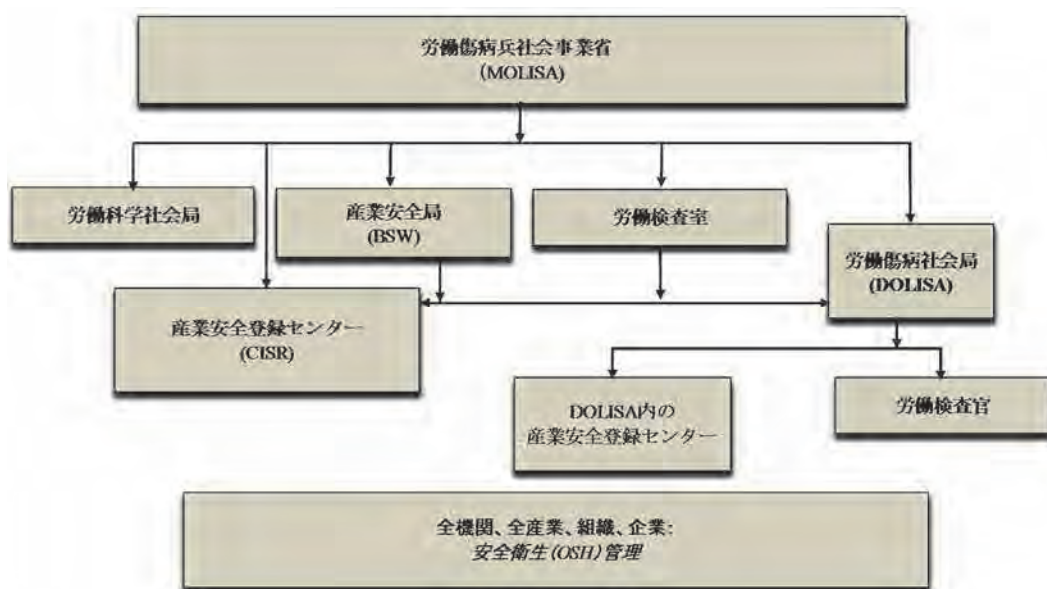 労働傷病兵社会事業省
(MOLISA)
労働科学社会局
産業安全局
(BSW)
労働検査室
労働傷病社会局
(DOLISA)
産業安全登録センター
(CISR)
DOLISA内の
産業安全登録センター
労働検査官
全機関、全産業、組織、企業:
安全衛生(OSH)管理